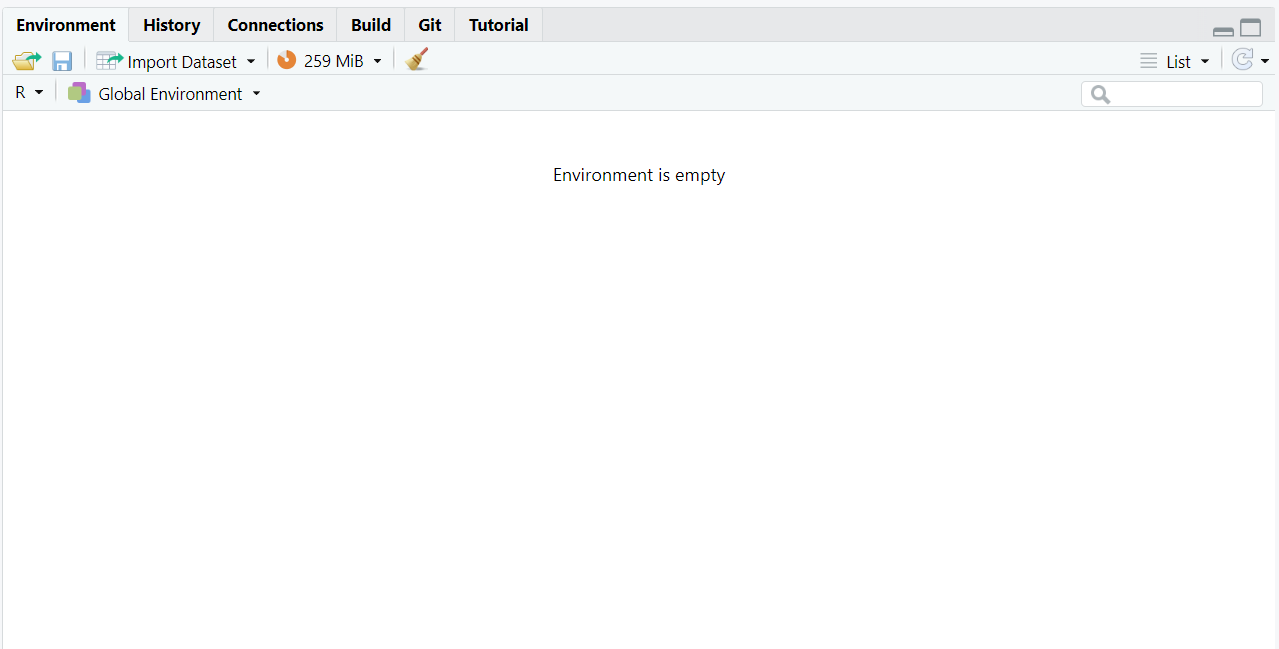 Environment History Connections Build Git Tutorial
Import Dataset 259 MiB List
R Global Environment
Environment is empty